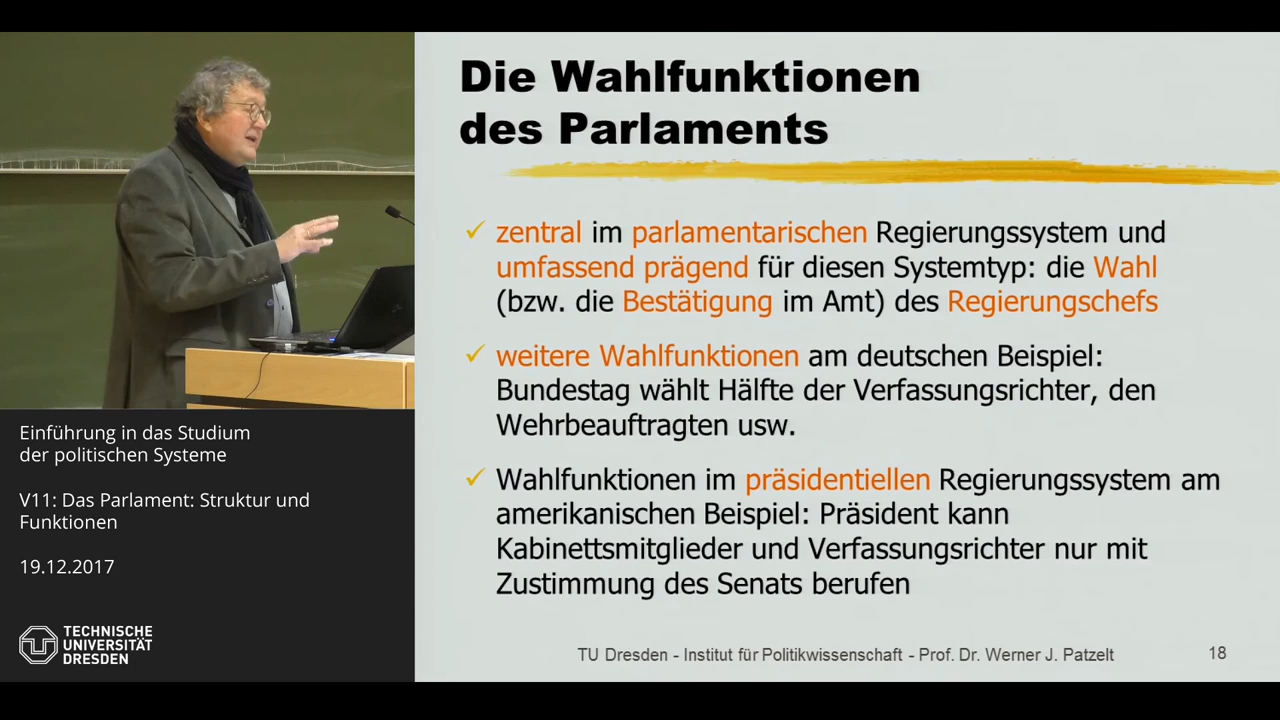 Die Wahlfunktionen
des Parlaments
✓ zentral im parlamentarischen Regierungssystem und
umfassend prägend für diesen Systemtyp: die Wahl
(bzw. die Bestätigung im Amt) des Regierungschefs
✓ weitere Wahlfunktionen am deutschen Beispiel:
Bundestag wählt Hälfte der Verfassungsrichter, den
Wehrbeauftragten usw.
✓ Wahlfunktionen im präsidentiellen Regierungssystem am
amerikanischen Beispiel: Präsident kann
Kabinettsmitglieder und Verfassungsrichter nur mit
Zustimmung des Senats berufen
TU Dresden - Institut für Politikwissenschaft - Prof. Dr. Werner J. Patzelt
18
Einführung in das Studium
der politischen Systeme
V11: Das Parlament: Struktur und
Funktionen
19.12.2017
TECHNISCHE
UNIVERSITÄT
DRESDEN